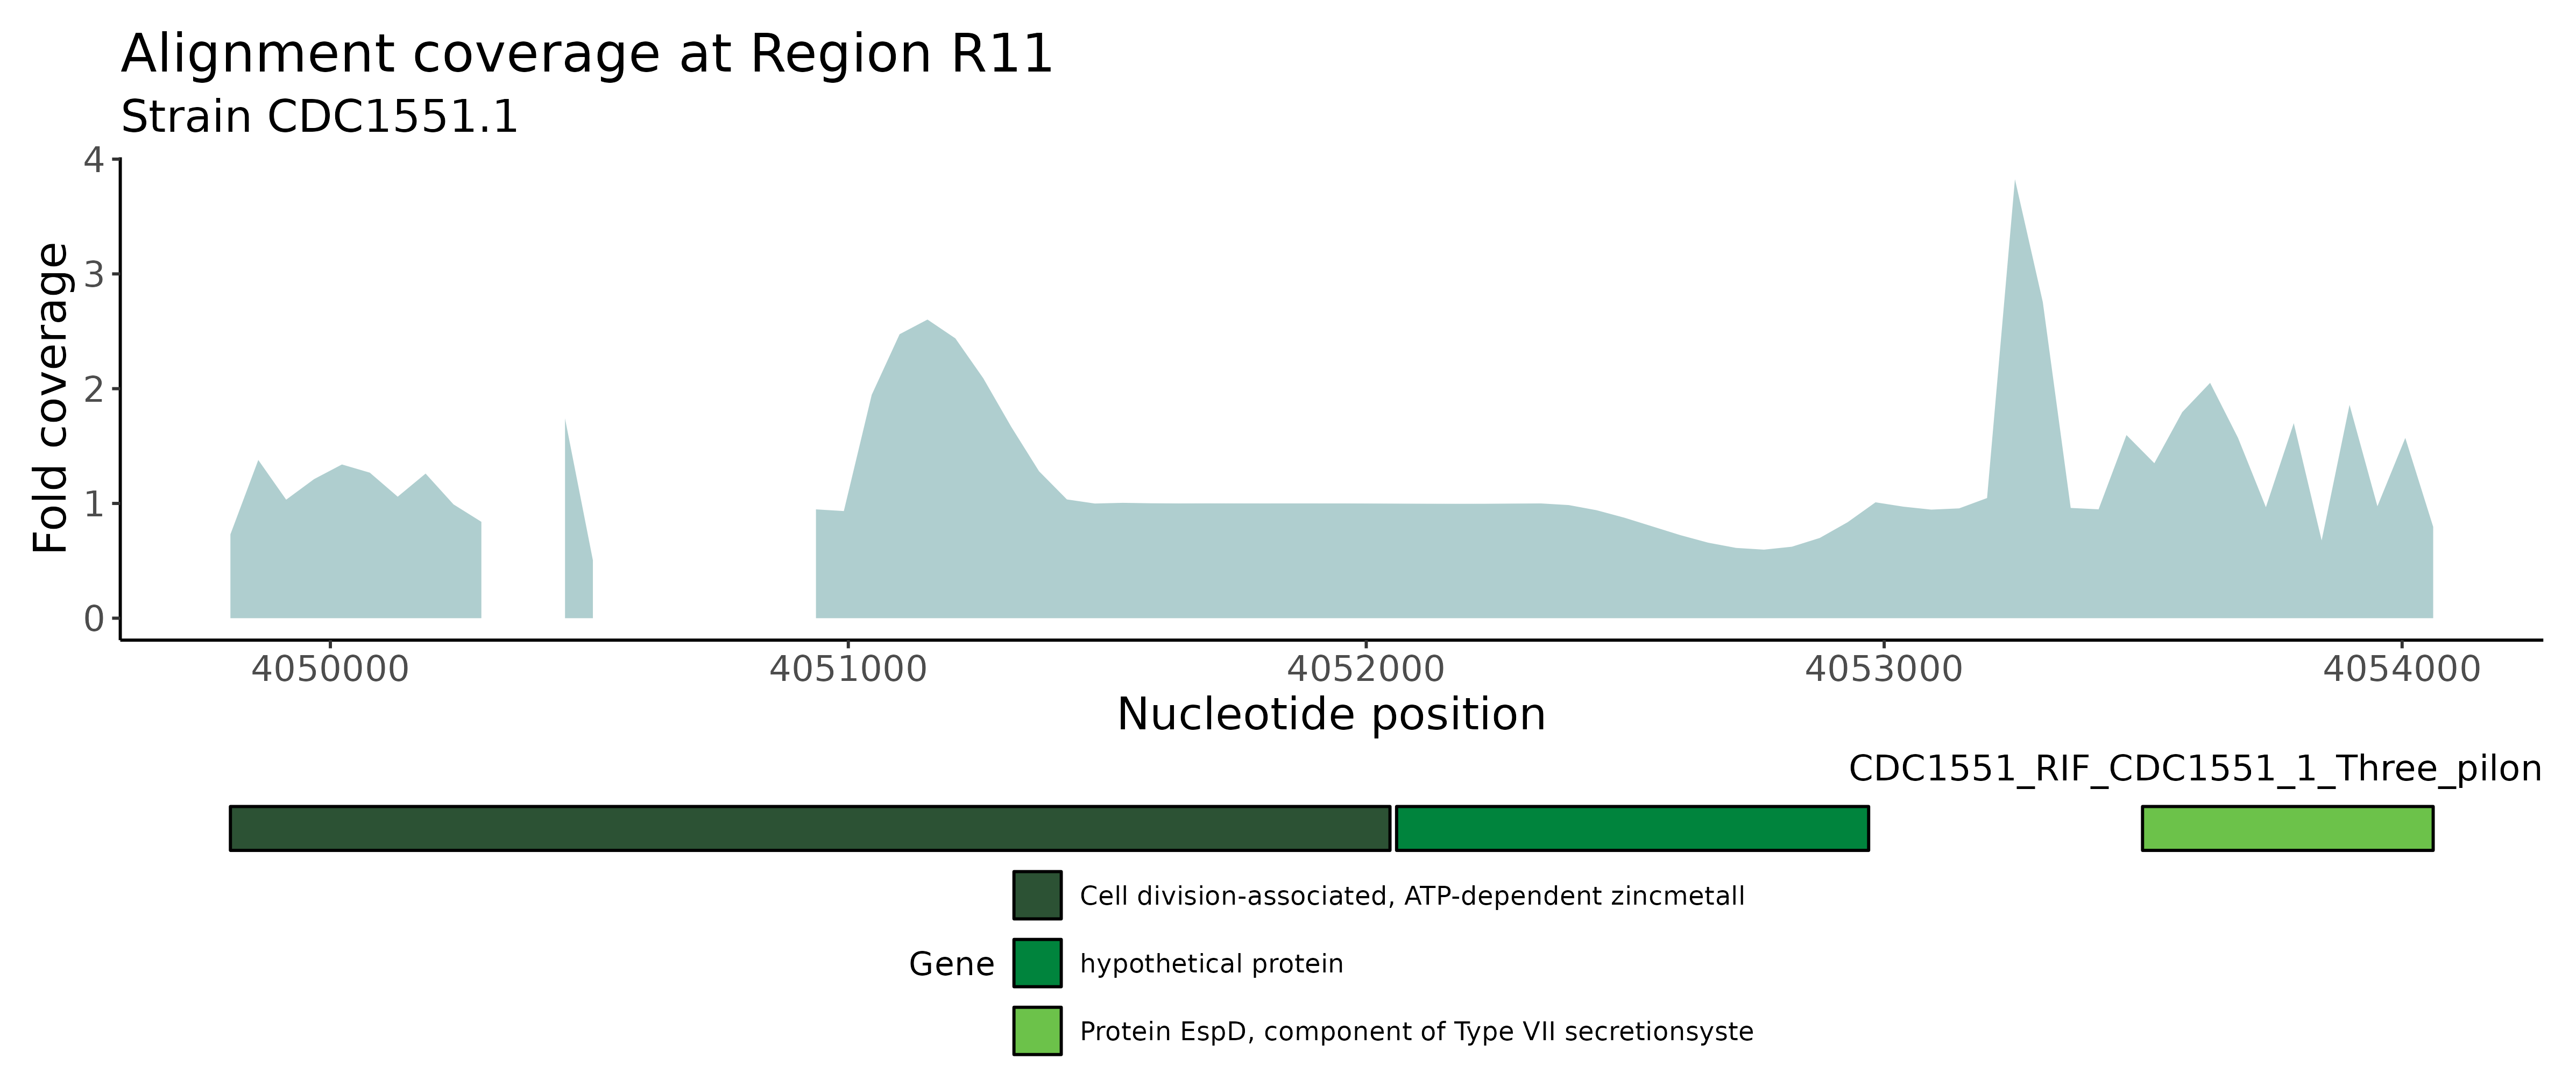 Alignment coverage at Region R11
Strain CDC1551.1
4
3
2
1
0
Fold coverage
4050000 4051000 4052000 4053000 4054000
Nucleotide position
CDC1551_RIF_CDC1551_1_Three_pilon
Cell division-associated, ATP-dependent zincmetall
Gene hypothetical protein
Protein EspD, component of Type VII secretionsyste